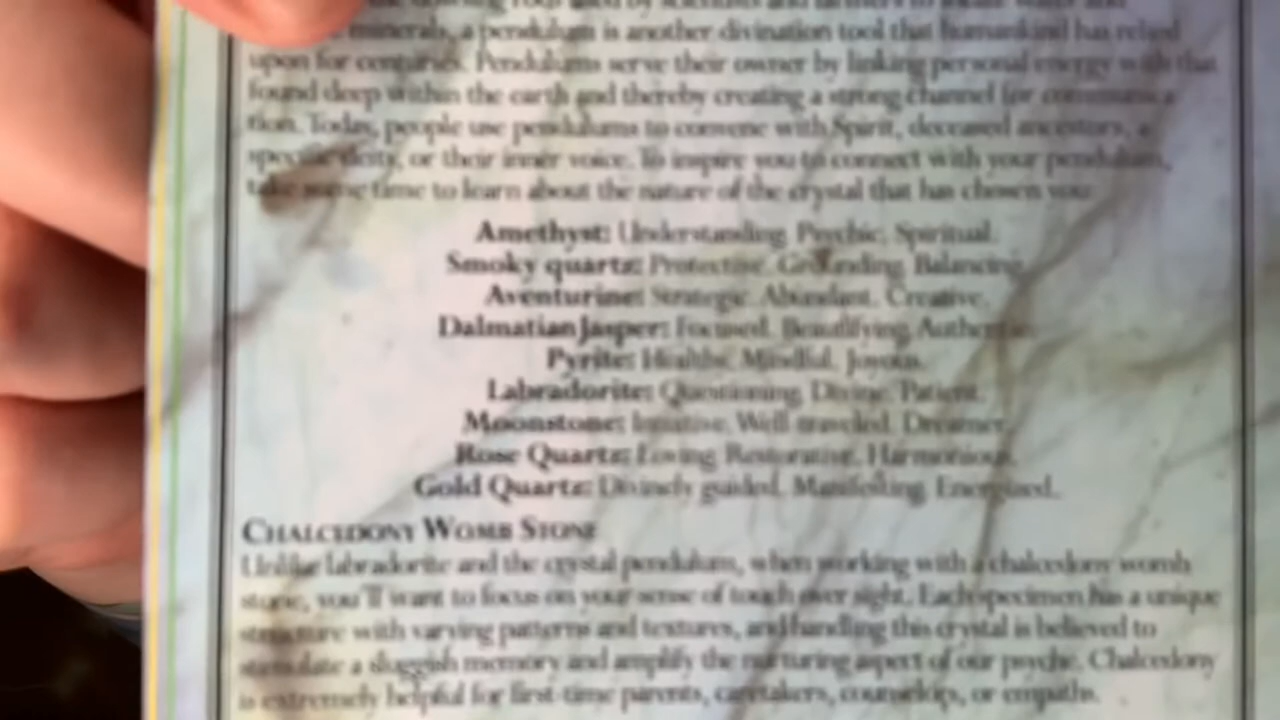 minerals, a pendulum is another divination tool that humankind has relied
upon for centuries. Pendulums serve their owner by linking personal energy with that
found deep within the earth and thereby creating a strong channel for communica-
tion. Today, people use pendulums to convene with Spirit, deceased ancestors, a
specific deity, or their inner voice. To inspire you to connect with your pendulum,
take some time to learn about the nature of the crystal that has chosen you:
Amethyst: Understanding. Psychic. Spiritual.
Smoky quartz: Protective. Grounding. Balancing.
Aventurine: Strategic. Abundant. Creative.
Dalmatian Jasper: Focused. Beautifying. Authentic.
Pyrite: Healthy. Mindful. Joyous.
Labradorite: Questioning. Divine. Patient.
Moonstone: Intuitive. Well-traveled. Dreamer.
Rose Quartz: Loving. Restorative. Harmonious.
Gold Quartz: Divinely guided. Manifesting. Energized.
CHALCEDONY WOMB STONE
Unlike labradorite and the crystal pendulum, when working with a chalcedony womb
stone, you'll want to focus on your sense of touch over sight. Each specimen has a unique
structure with varying patterns and textures, and handling this crystal is believed to
stimulate a sluggish memory and amplify the nurturing aspect of our psyche. Chalcedony
is extremely helpful for first-time parents, caretakers, counselors, or empaths.